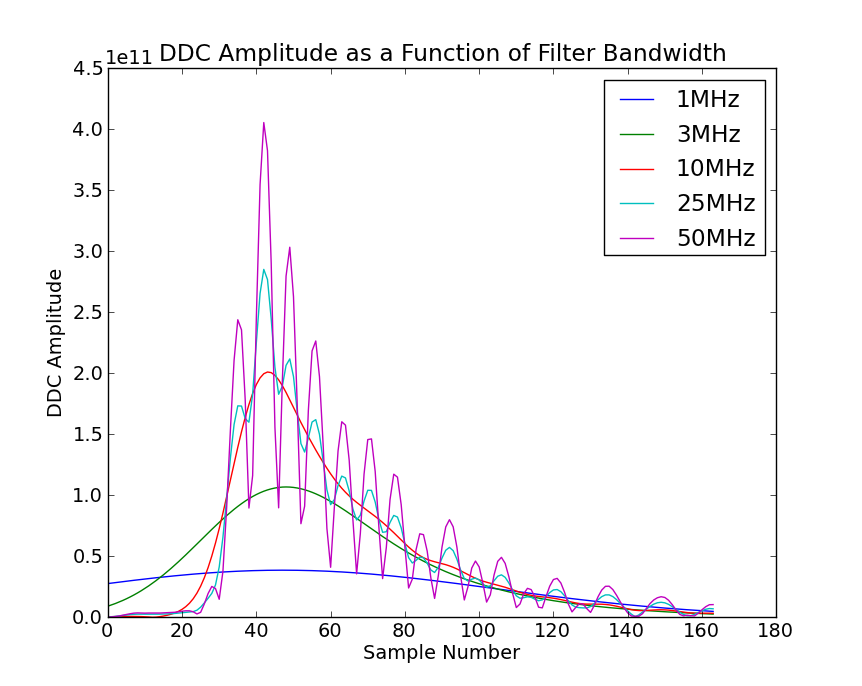 DDC Amplitude as a Function of Filter Bandwidth
1e11
4.5
4.0
3.5
3.0
2.5
2.0
1.5
1.0
0.5
0.0
DDC Amplitude
1MHz
3MHz
10MHz
25MHz
50MHz
0 20 40 60 80 100 120 140 160 180
Sample Number